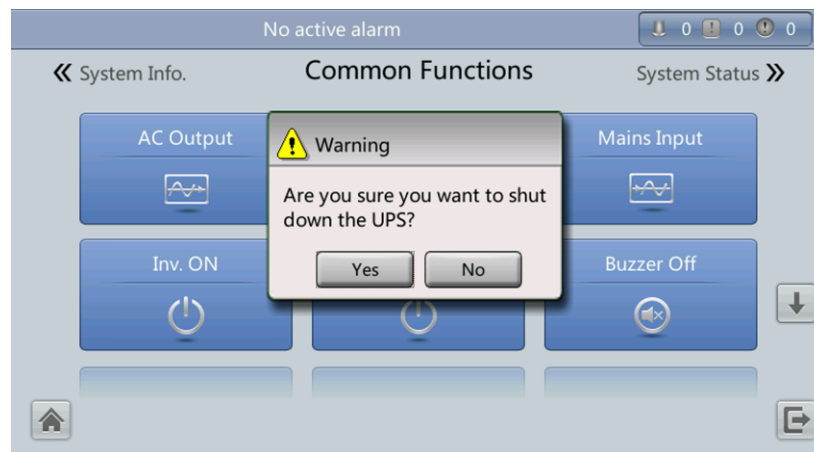 No active alarm
0 0 0
System Info.
Common Functions
System Status
AC Output
Warning
Mains Input
Are you sure you want to shut
down the UPS?
Yes
No
Inv. ON
Buzzer Off